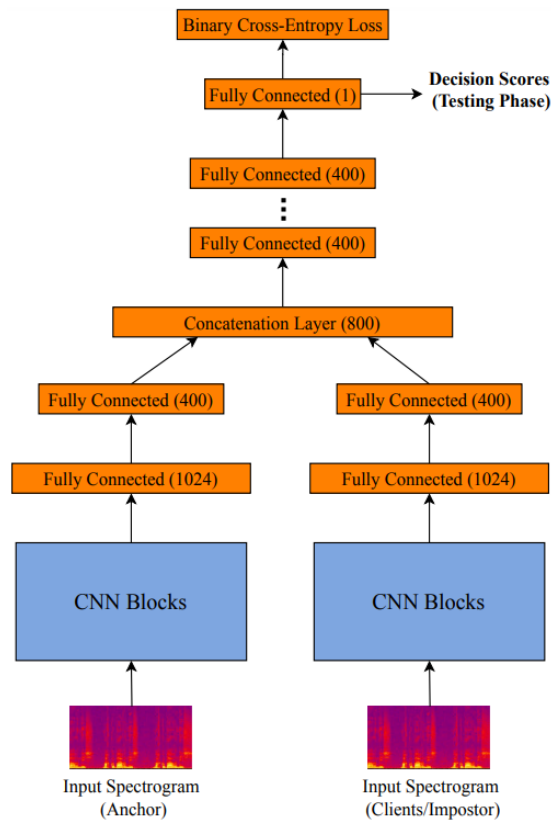 Binary Cross-Entropy Loss
Fully Connected (1)
Decision Scores
(Testing Phase)
Fully Connected (400)
Fully Connected (400)
Concatenation Layer (800)
Fully Connected (400)
Fully Connected (400)
Fully Connected (1024)
Fully Connected (1024)
CNN Blocks
CNN Blocks
Input Spectrogram
(Anchor)
Input Spectrogram
(Clients/Impostor)